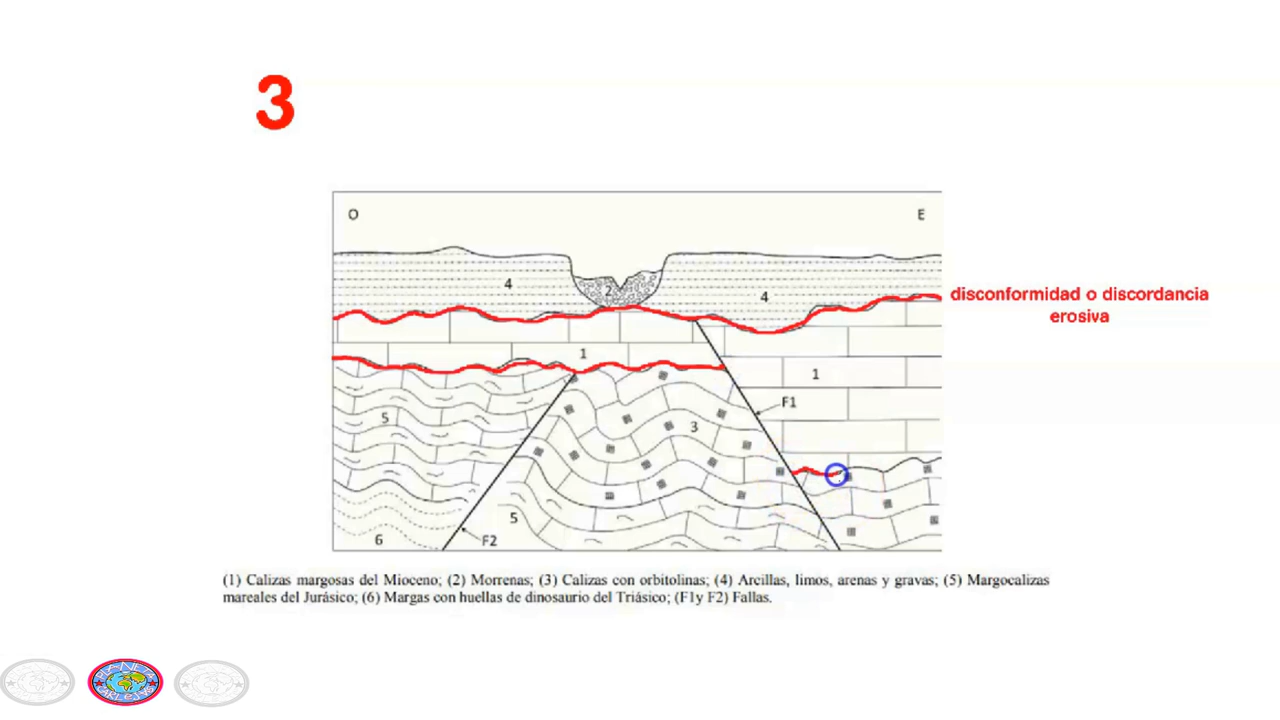 3
O
E
4
2
4
disconformidad o discordancia
erosiva
1
1
F1
5
3
5
6
F2
(1) Calizas margosas del Mioceno; (2) Morrenas; (3) Calizas con orbitolinas; (4) Arcillas, limos, arenas y gravas; (5) Margocalizas
mareales del Jurásico; (6) Margas con huellas de dinosaurio del Triásico; (F1y F2) Fallas.
PLANETA
CARLEJVS